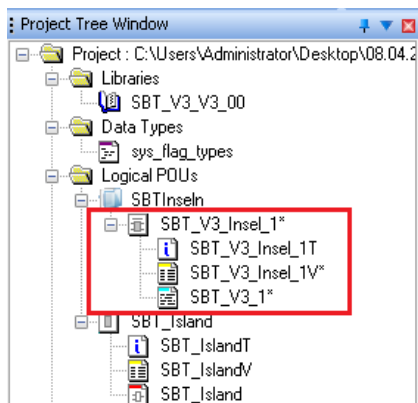 Project Tree Window
Project : C:\Users\Administrator\Desktop\08.04.2
Libraries
SBT_V3_V3_00
Data Types
sys_flag_types
Logical POUs
SBTInseln
SBT_V3_Insel_1*
SBT_V3_Insel_1T
SBT_V3_Insel_1V*
SBT_V3_1*
SBT_Island
SBT_IslandT
SBT_IslandV
SBT_Island